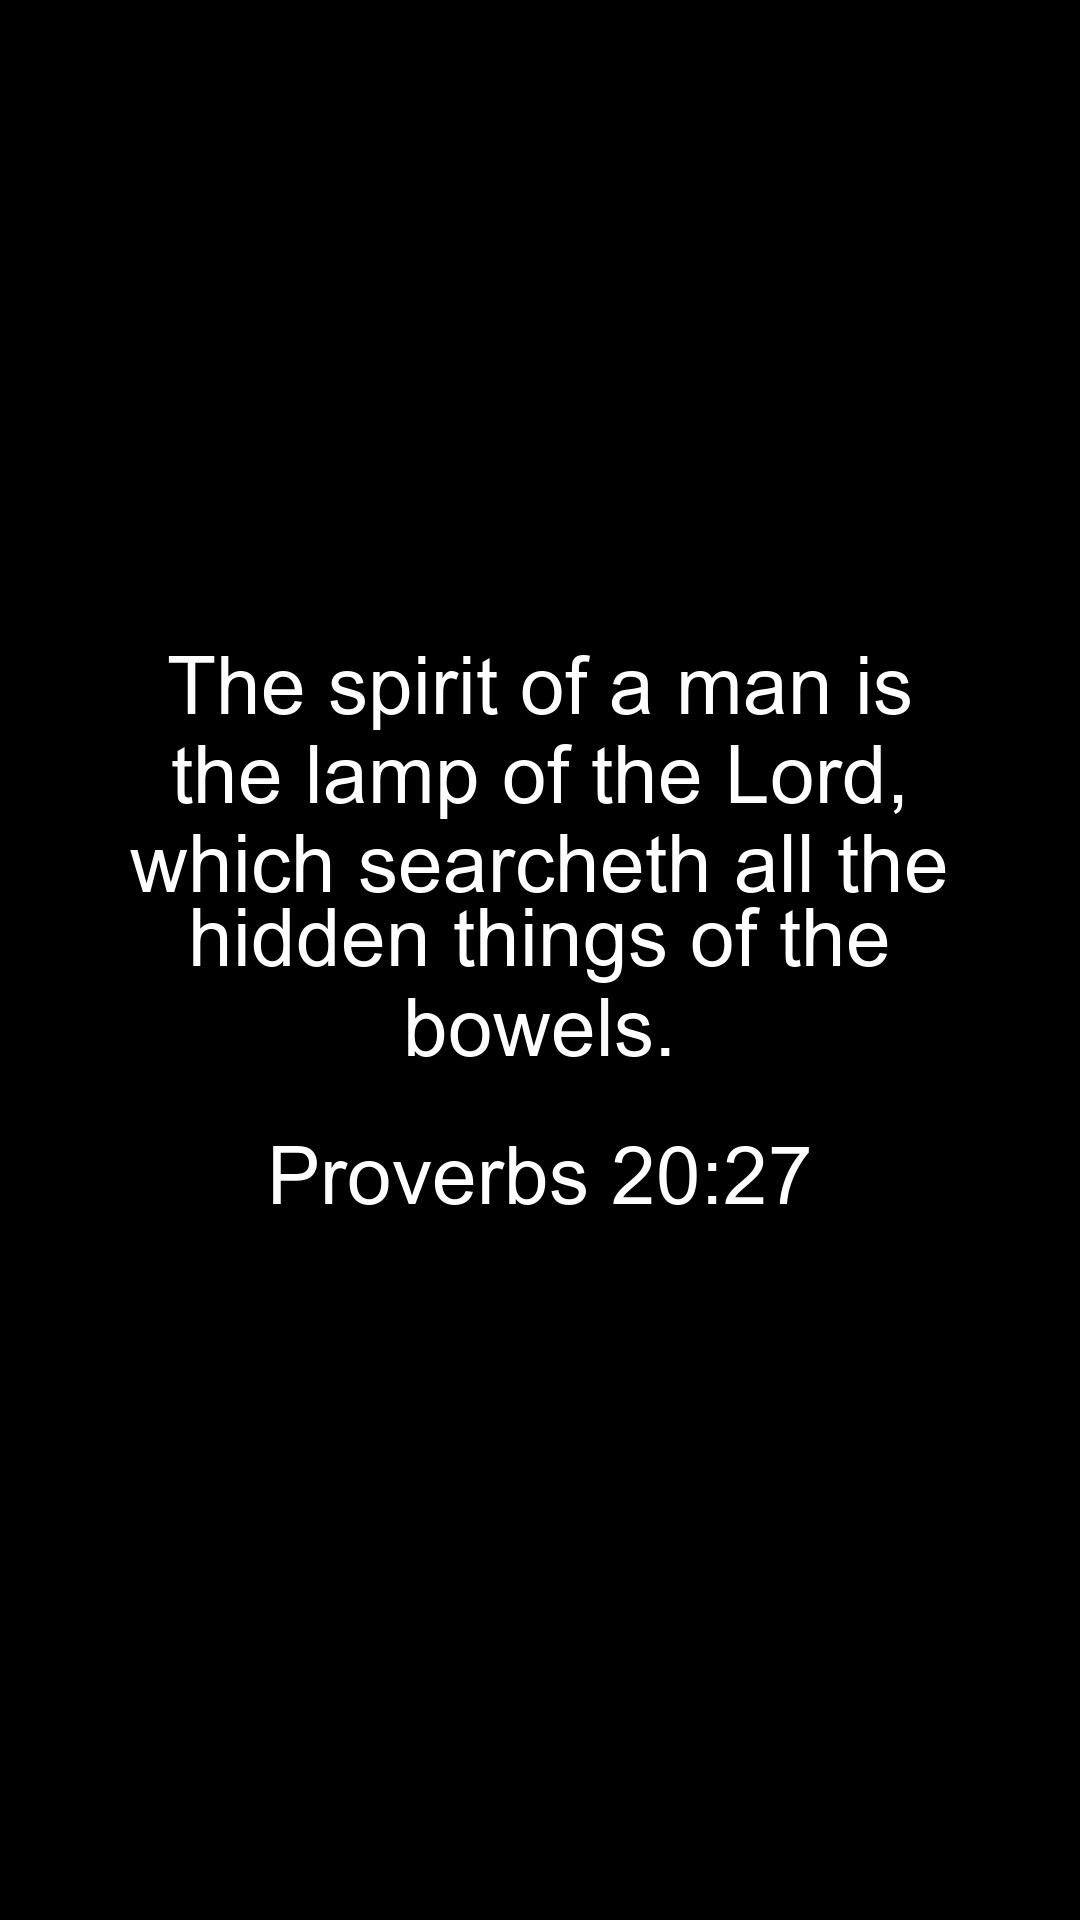 The spirit of a man is
the lamp of the Lord,
which searcheth all the
hidden things of the
bowels.
Proverbs 20:27